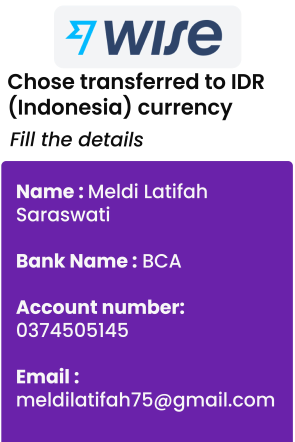 WISE
Chose transferred to IDR
(Indonesia) currency
Fill the details
Name : Meldi Latifah
Saraswati
Bank Name : BCA
Account number:
0374505145
Email :
meldilatifah75@gmail.com